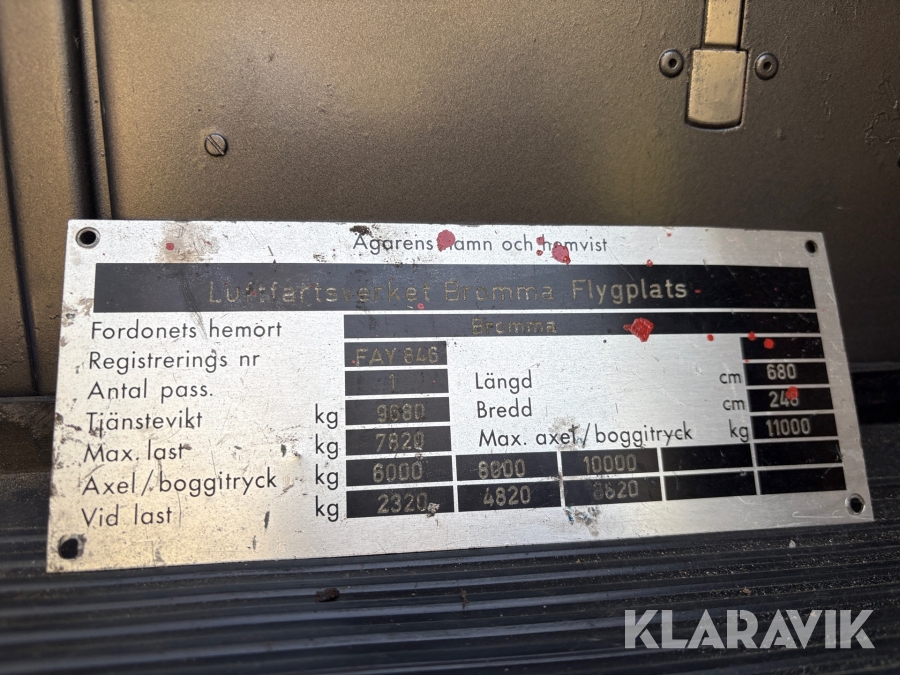 Ägarens namn och hemvist
Luftfartsverket Bromma Flygplats
Fordonets hemort Bromma
Registrerings nr FAY 846
Antal pass. 1 Längd cm 680
Tjänstevikt kg 9680 Bredd cm
Max. last kg 7820 Max. axel/boggitryck kg 11000
Axel/boggitryck kg 6000 8000 10000
Vid last kg 2320 4820
KLARAVIK